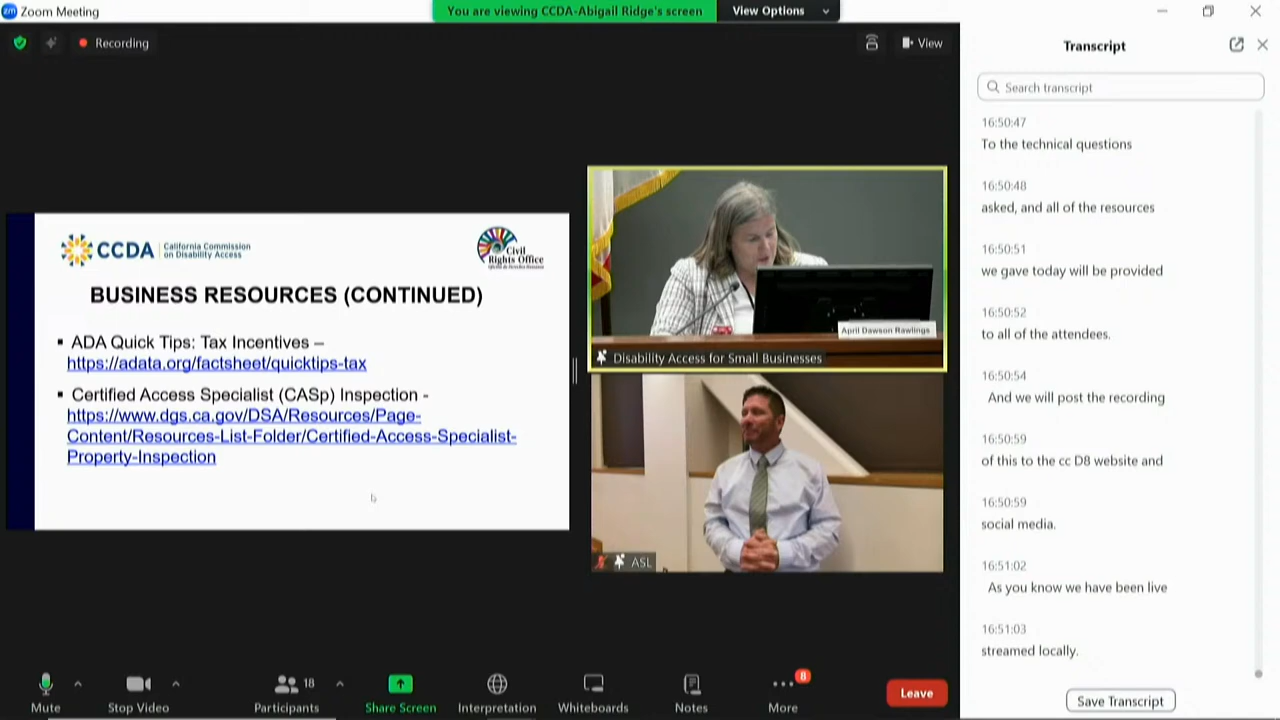 zm Zoom Meeting
You are viewing CCDA-Abigail Ridge's screen
View Options
Recording
View
CCDA
California Commission
on Disability Access
Civil
Rights Office
BUSINESS RESOURCES (CONTINUED)
▪ ADA Quick Tips: Tax Incentives –
https://adata.org/factsheet/quicktips-tax
▪ Certified Access Specialist (CASp) Inspection -
https://www.dgs.ca.gov/DSA/Resources/Page-
Content/Resources-List-Folder/Certified-Access-Specialist-
Property-Inspection
April Dawson Rawlings
Disability Access for Small Businesses
ASL
Transcript
Search transcript
16:50:47
To the technical questions
16:50:48
asked, and all of the resources
16:50:51
we gave today will be provided
16:50:52
to all of the attendees.
16:50:54
And we will post the recording
16:50:59
of this to the cc D8 website and
16:50:59
social media.
16:51:02
As you know we have been live
16:51:03
streamed locally.
Save Transcript
Mute
Stop Video
18
Participants
Share Screen
Interpretation
Whiteboards
Notes
8
More
Leave